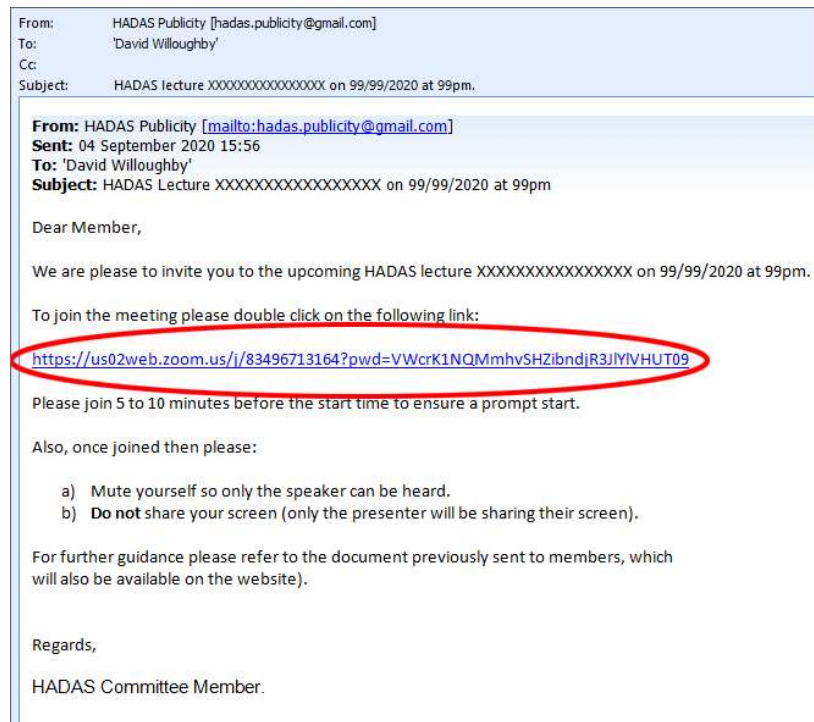 From: HADAS Publicity [hadas.publicity@gmail.com]
To: 'David Willoughby'
Cc:
Subject: HADAS lecture XXXXXXXXXXXXXXXX on 99/99/2020 at 99pm.
From: HADAS Publicity [mailto:hadas.publicity@gmail.com]
Sent: 04 September 2020 15:56
To: 'David Willoughby'
Subject: HADAS Lecture XXXXXXXXXXXXXXXXX on 99/99/2020 at 99pm
Dear Member,
We are please to invite you to the upcoming HADAS lecture XXXXXXXXXXXXXXXX on 99/99/2020 at 99pm.
To join the meeting please double click on the following link:
https://us02web.zoom.us/j/83496713164?pwd=VWcrK1NQMmhvSHZibndjR3JlYlVHUT09
Please join 5 to 10 minutes before the start time to ensure a prompt start.
Also, once joined then please:
a) Mute yourself so only the speaker can be heard.
b) Do not share your screen (only the presenter will be sharing their screen).
For further guidance please refer to the document previously sent to members, which
will also be available on the website).
Regards,
HADAS Committee Member.